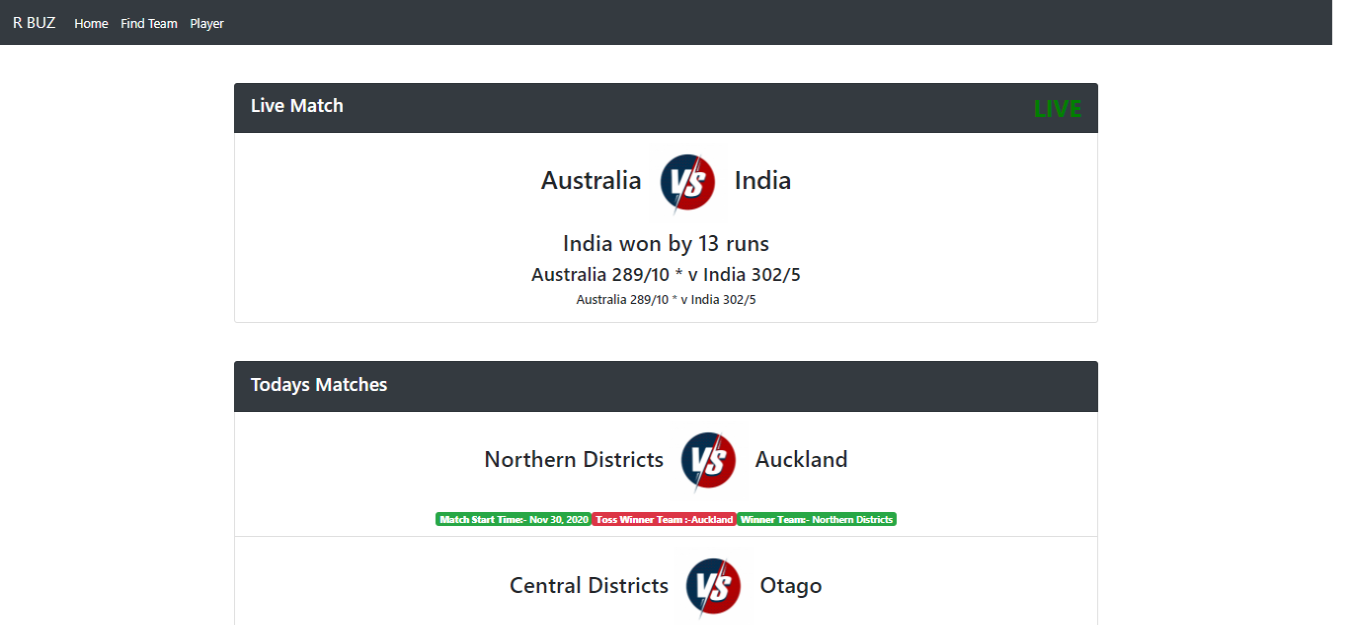 R BUZ Home Find Team Player
Live Match LIVE
Australia VS India
India won by 13 runs
Australia 289/10 * v India 302/5
Australia 289/10 * v India 302/5
Todays Matches
Northern Districts VS Auckland
Match Start Time:- Nov 30, 2020 Toss Winner Team :-Auckland Winner Team:- Northern Districts
Central Districts VS Otago